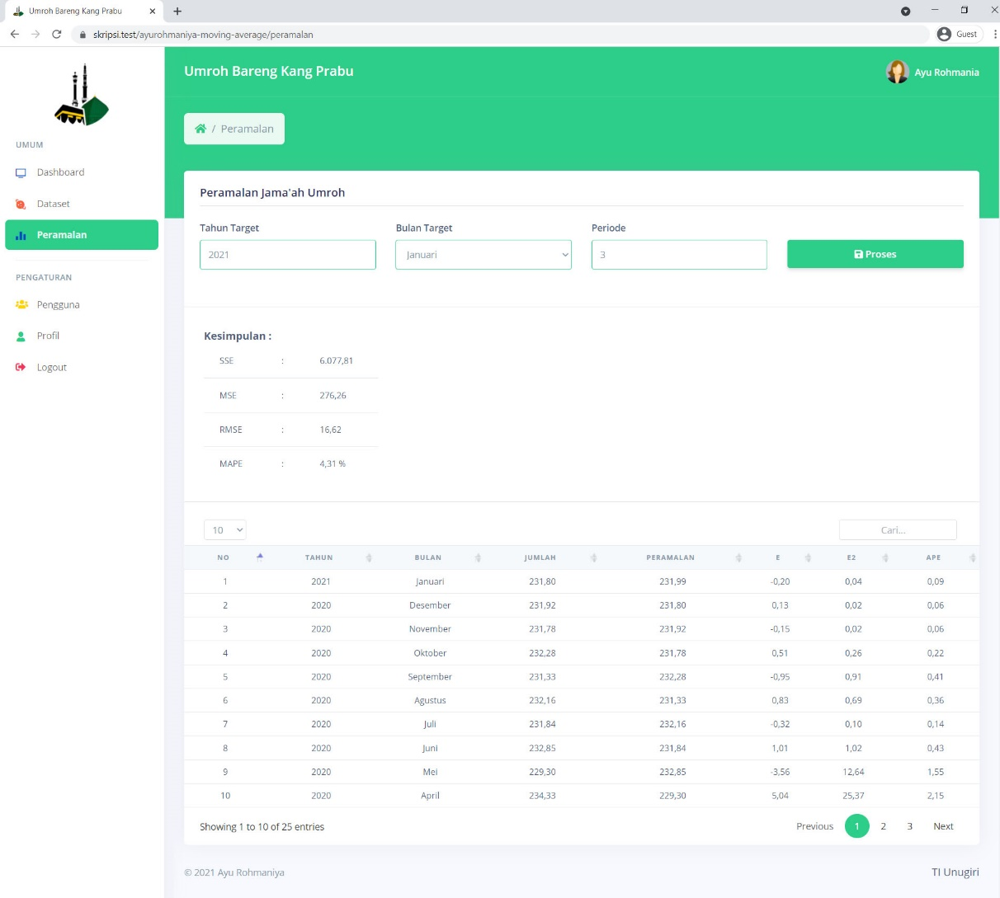 Umroh Bareng Kang Prabu
skripsi.test/ayurohmaniya-moving-average/peramalan
Guest
UMUM
Dashboard
Dataset
Peramalan
PENGATURAN
Pengguna
Profil
Logout
Umroh Bareng Kang Prabu
Ayu Rohmania
/ Peramalan
Peramalan Jama'ah Umroh
Tahun Target Bulan Target Periode
2021 Januari 3 Proses
Kesimpulan :
SSE : 6.077,81
MSE : 276,26
RMSE : 16,62
MAPE : 4,31 %
10 Cari...
NO TAHUN BULAN JUMLAH PERAMALAN E E2 APE
1 2021 Januari 231,80 231,99 -0,20 0,04 0,09
2 2020 Desember 231,92 231,80 0,13 0,02 0,06
3 2020 November 231,78 231,92 -0,15 0,02 0,06
4 2020 Oktober 232,28 231,78 0,51 0,26 0,22
5 2020 September 231,33 232,28 -0,95 0,91 0,41
6 2020 Agustus 232,16 231,33 0,83 0,69 0,36
7 2020 Juli 231,84 232,16 -0,32 0,10 0,14
8 2020 Juni 232,85 231,84 1,01 1,02 0,43
9 2020 Mei 229,30 232,85 -3,56 12,64 1,55
10 2020 April 234,33 229,30 5,04 25,37 2,15
Showing 1 to 10 of 25 entries Previous 1 2 3 Next
© 2021 Ayu Rohmaniya TI Unugiri